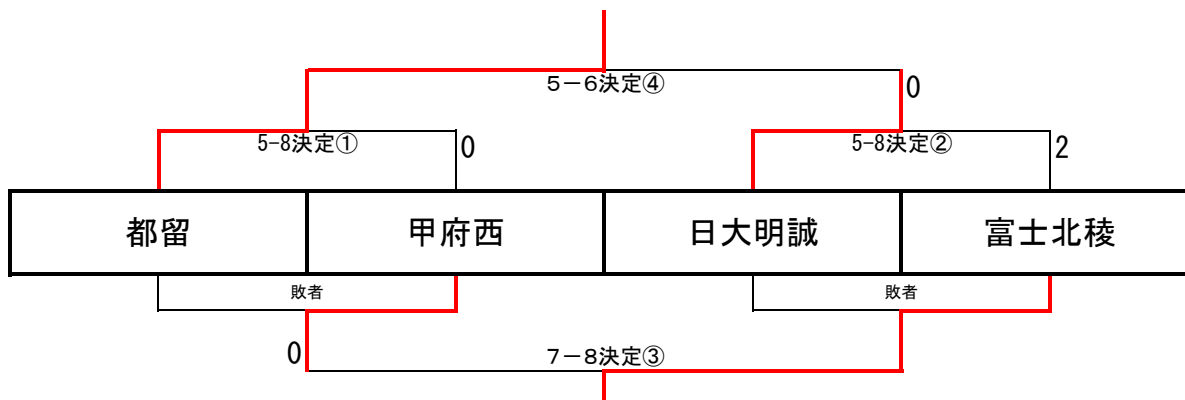 5－6決定④
0
5-8決定①
0
5-8決定②
2
都留
甲府西
日大明誠
富士北稜
敗者
敗者
0
7－8決定③